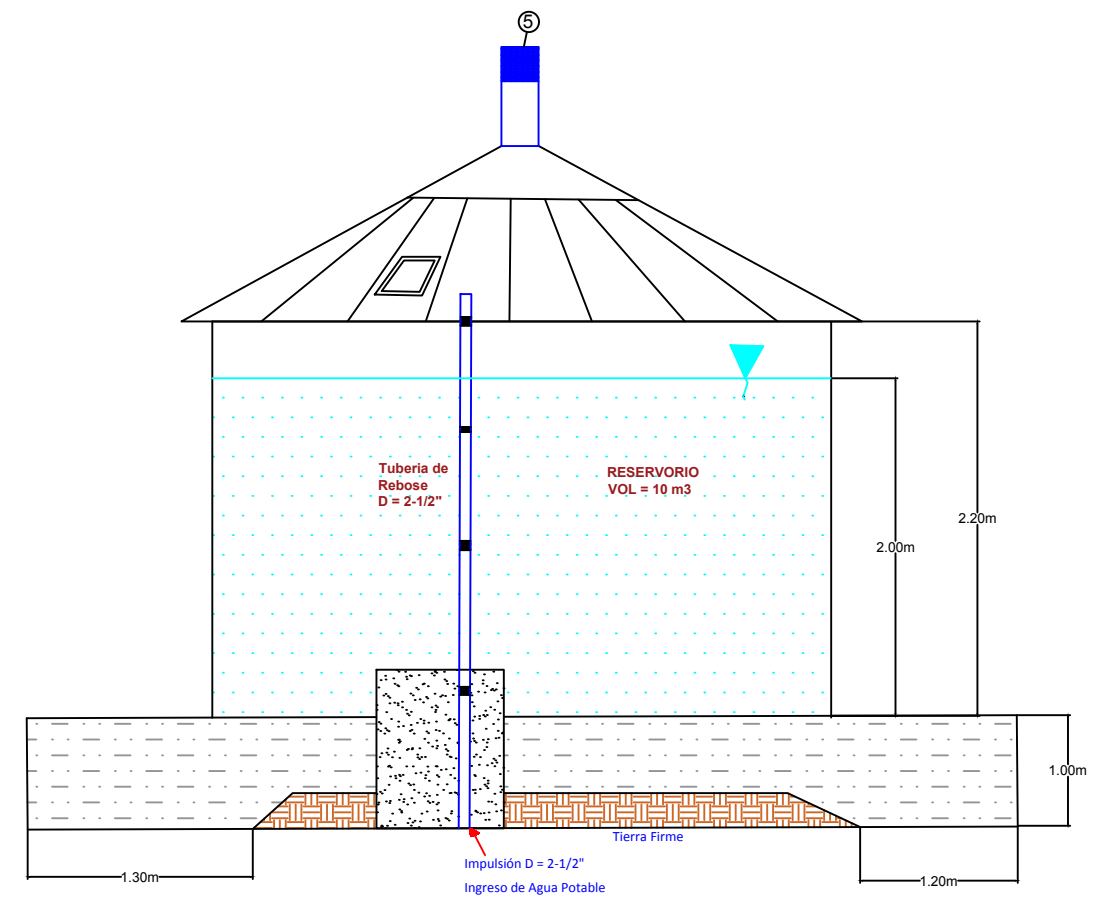 5
Tuberia de
Rebose
D = 2-1/2"
RESERVORIO
VOL = 10 m3
2.20m
2.00m
1.00m
Tierra Firme
Impulsión D = 2-1/2"
Ingreso de Agua Potable
1.30m
1.20m